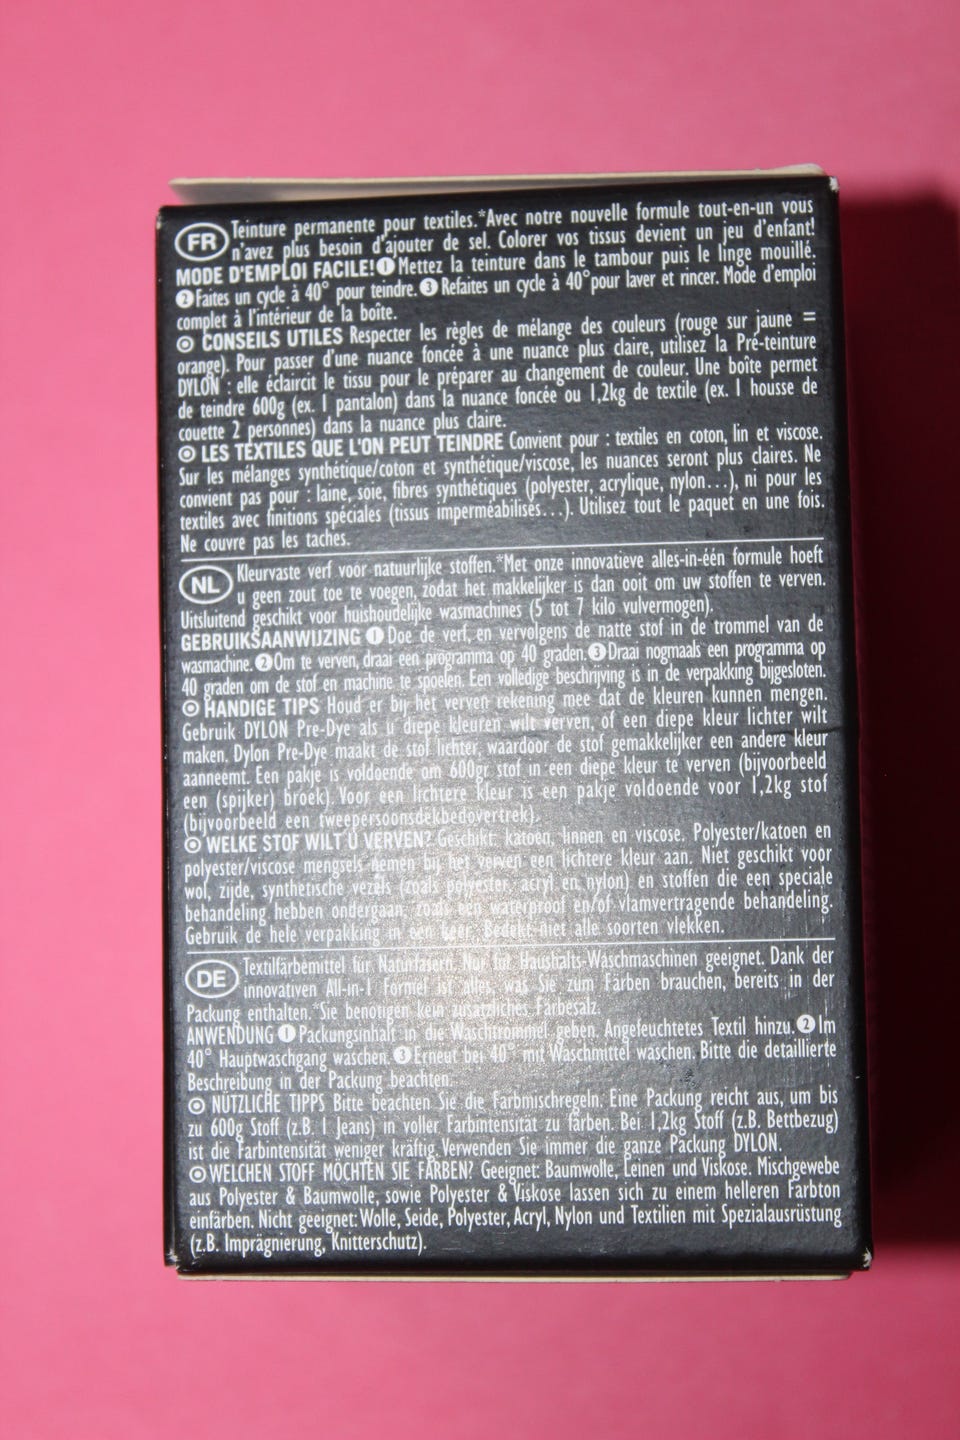 FR Teinture permanente pour textiles.*Avec notre nouvelle formule tout-en-un vous
n'avez plus besoin d'ajouter de sel. Colorer vos tissus devient un jeu d'enfant!
MODE D'EMPLOI FACILE! 1 Mettez la teinture dans le tambour puis le linge mouillé.
2 Faites un cycle à 40° pour teindre. 3 Refaites un cycle à 40°pour laver et rincer. Mode d'emploi
complet à l'intérieur de la boîte.
CONSEILS UTILES Respecter les règles de mélange des couleurs (rouge sur jaune =
orange). Pour passer d'une nuance foncée à une nuance plus claire, utilisez la Pré-teinture
DYLON : elle éclaircit le tissu pour le préparer au changement de couleur. Une boîte permet
de teindre 600g (ex. 1 pantalon) dans la nuance foncée ou 1,2kg de textile (ex. 1 housse de
couette 2 personnes) dans la nuance plus claire.
LES TEXTILES QUE L'ON PEUT TEINDRE Convient pour : textiles en coton, lin et viscose.
Sur les mélanges synthétique/coton et synthétique/viscose, les nuances seront plus claires. Ne
convient pas pour : laine, soie, fibres synthétiques (polyester, acrylique, nylon...), ni pour les
textiles avec finitions spéciales (tissus imperméabilisés...). Utilisez tout le paquet en une fois.
Ne couvre pas les taches.
NL Kleurvaste verf voor natuurlijke stoffen.*Met onze innovatieve alles-in-één formule hoeft
u geen zout toe te voegen, zodat het makkelijker is dan ooit om uw stoffen te verven.
Uitsluitend geschikt voor huishoudelijke wasmachines (5 tot 7 kilo vulvermogen).
GEBRUIKSAANWIJZING 1 Doe de verf, en vervolgens de natte stof in de trommel van de
wasmachine. 2 Om te verven, draai een programma op 40 graden. 3 Draai nogmaals een programma op
40 graden om de stof en machine te spoelen. Een volledige beschrijving is in de verpakking bijgesloten.
HANDIGE TIPS Houd er bij het verven rekening mee dat de kleuren kunnen mengen.
Gebruik DYLON Pre-Dye als u diepe kleuren wilt verven, of een diepe kleur lichter wilt
maken. Dylon Pre-Dye maakt de stof lichter, waardoor de stof gemakkelijker een andere kleur
aanneemt. Een pakje is voldoende om 600gr stof in een diepe kleur te verven (bijvoorbeeld
een (spijker) broek). Voor een lichtere kleur is een pakje voldoende voor 1,2kg stof
(bijvoorbeeld een tweepersoonsdekbedovertrek).
WELKE STOF WILT U VERVEN? Geschikt: katoen, linnen en viscose. Polyester/katoen en
polyester/viscose mengsels nemen bij het verven een lichtere kleur aan. Niet geschikt voor
wol, zijde, synthetische vezels (zoals polyester, acryl en nylon) en stoffen die een speciale
behandeling hebben ondergaan, zoals een waterproof en/of vlamvertragende behandeling.
Gebruik de hele verpakking in een keer. Bedekt niet alle soorten vlekken.
DE Textilfärbemittel für Naturfasern. Nur für Haushalts-Waschmaschinen geeignet. Dank der
innovativen All-in-1 Formel ist alles, was Sie zum Färben brauchen, bereits in der
Packung enthalten.*Sie benötigen kein zusätzliches Färbesalz.
ANWENDUNG 1 Packungsinhalt in die Waschtrommel geben. Angefeuchtetes Textil hinzu. 2 Im
40° Hauptwaschgang waschen. 3 Erneut bei 40° mit Waschmittel waschen. Bitte die detaillierte
Beschreibung in der Packung beachten.
NÜTZLICHE TIPPS Bitte beachten Sie die Farbmischregeln. Eine Packung reicht aus, um bis
zu 600g Stoff (z.B. 1 Jeans) in voller Farbintensität zu färben. Bei 1,2kg Stoff (z.B. Bettbezug)
ist die Farbintensität weniger kräftig. Verwenden Sie immer die ganze Packung DYLON.
WELCHEN STOFF MÖCHTEN SIE FÄRBEN? Geeignet: Baumwolle, Leinen und Viskose. Mischgewebe
aus Polyester & Baumwolle, sowie Polyester & Viskose lassen sich zu einem helleren Farbton
einfärben. Nicht geeignet: Wolle, Seide, Polyester, Acryl, Nylon und Textilien mit Spezialausrüstung
(z.B. Imprägnierung, Knitterschutz).